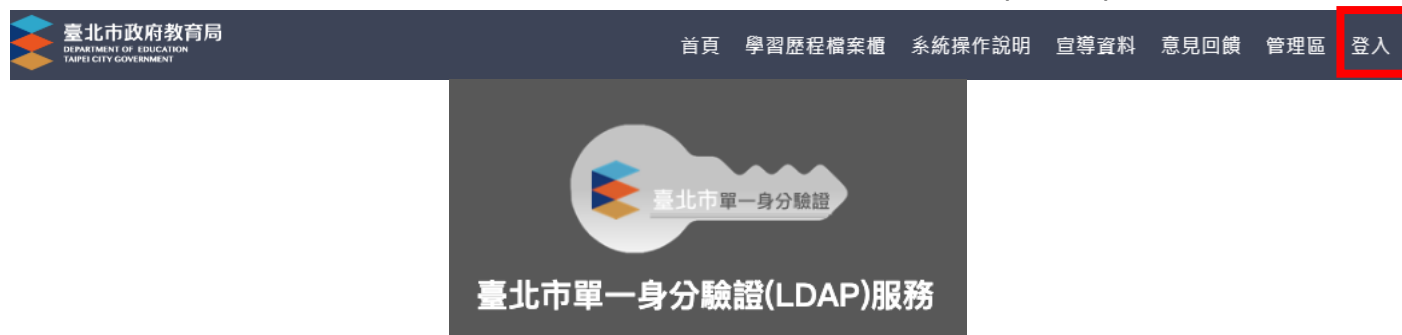 臺北市政府教育局
DEPARTMENT OF EDUCATION
TAIPEI CITY GOVERNMENT
首頁 學習歷程檔案櫃 系統操作說明 宣導資料 意見回饋 管理區 登入
臺北市單一身分驗證
臺北市單一身分驗證(LDAP)服務